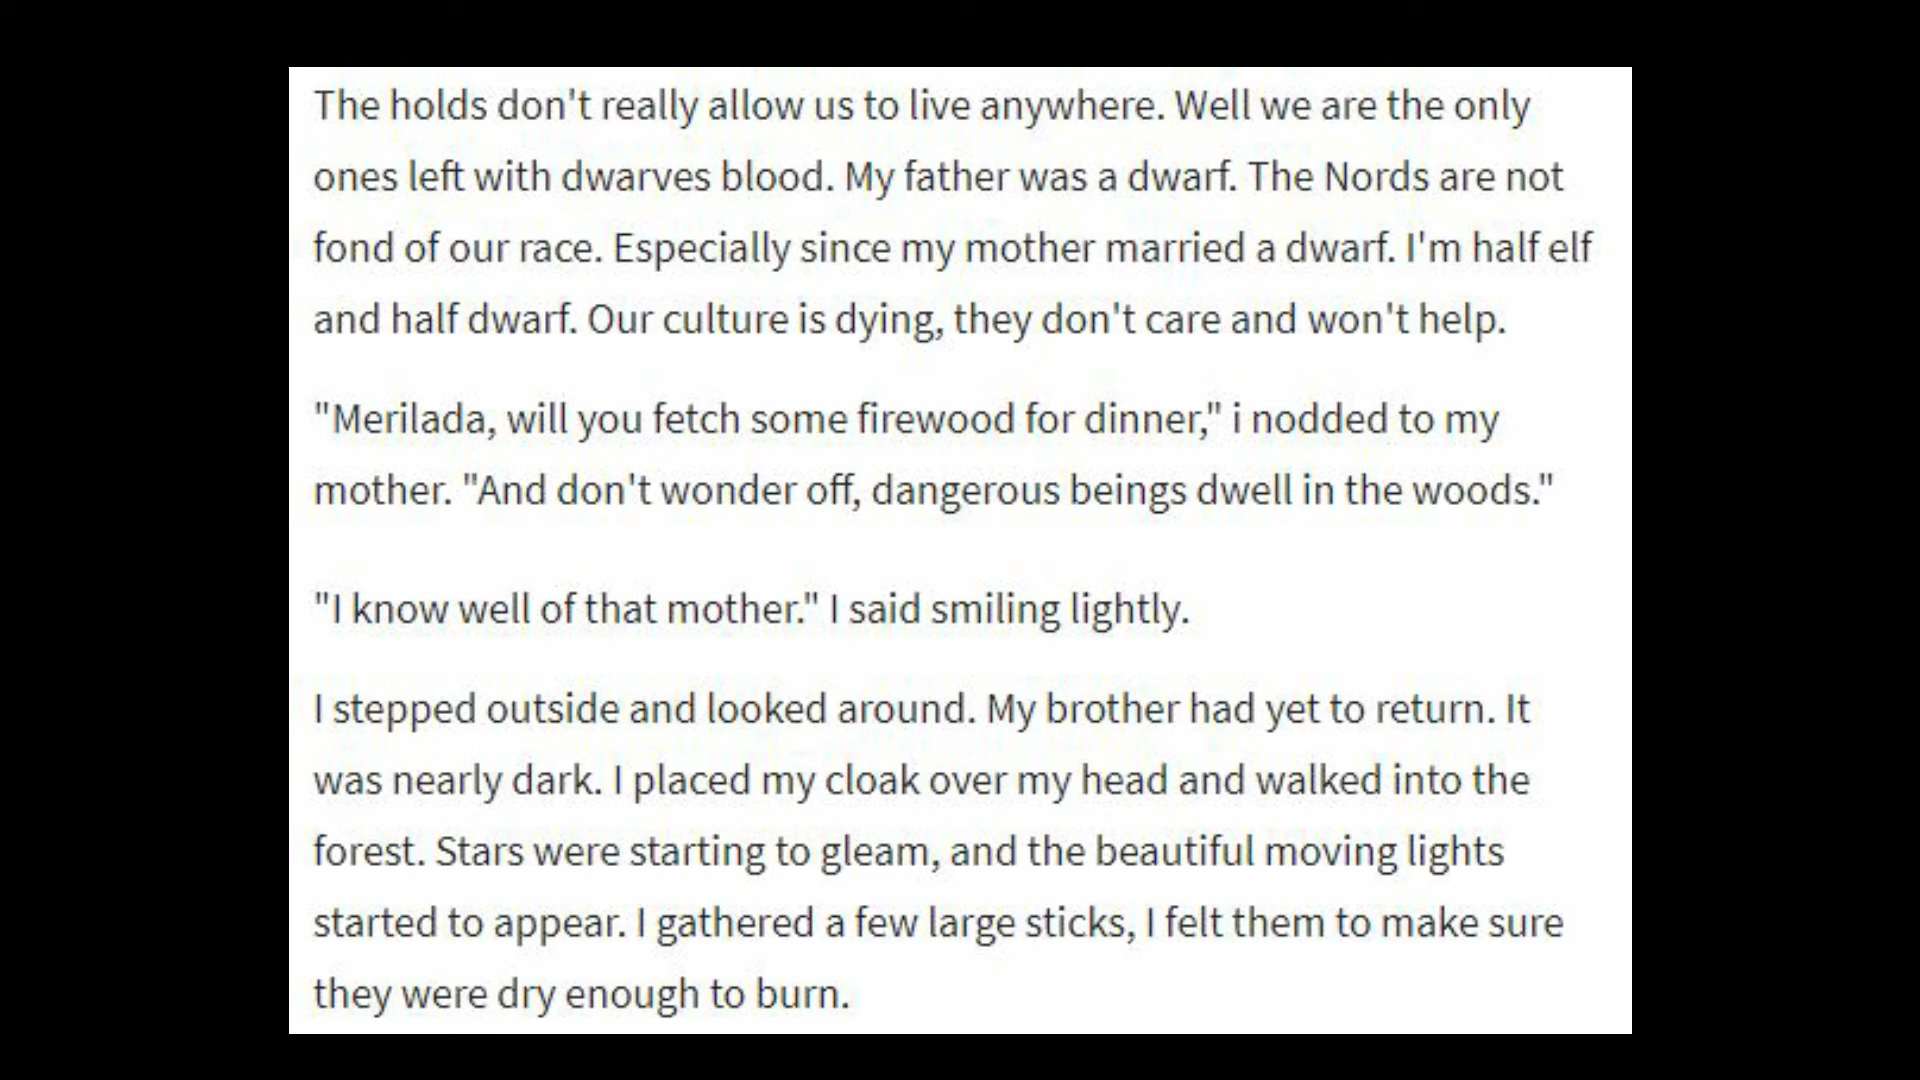 The holds don't really allow us to live anywhere. Well we are the only
ones left with dwarves blood. My father was a dwarf. The Nords are not
fond of our race. Especially since my mother married a dwarf. I'm half elf
and half dwarf. Our culture is dying, they don't care and won't help.
"Merilada, will you fetch some firewood for dinner," i nodded to my
mother. "And don't wonder off, dangerous beings dwell in the woods."
"I know well of that mother." I said smiling lightly.
I stepped outside and looked around. My brother had yet to return. It
was nearly dark. I placed my cloak over my head and walked into the
forest. Stars were starting to gleam, and the beautiful moving lights
started to appear. I gathered a few large sticks, I felt them to make sure
they were dry enough to burn.